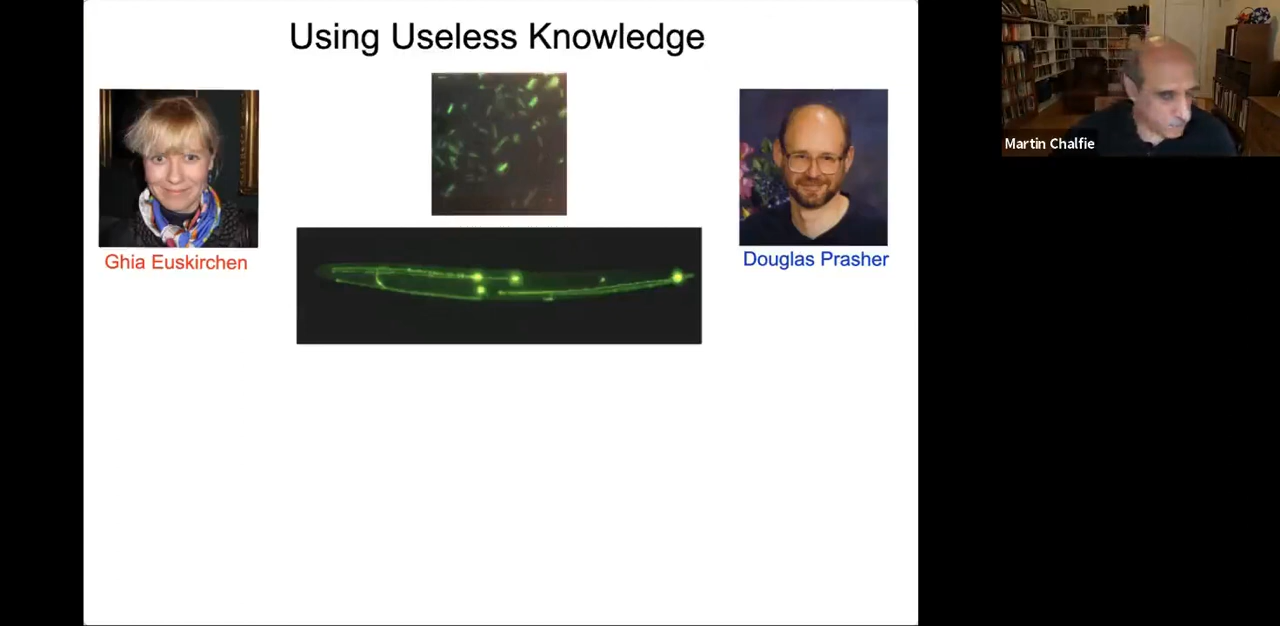 Using Useless Knowledge
Martin Chalfie
Ghia Euskirchen
Douglas Prasher